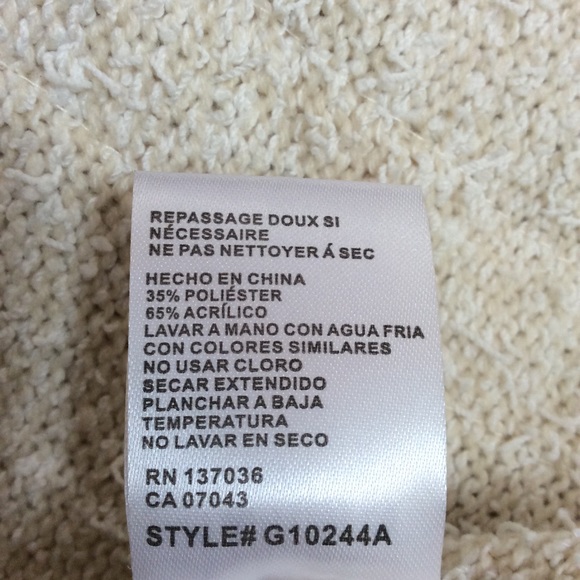 REPASSAGE DOUX SI
NÉCESSAIRE
NE PAS NETTOYER Á SEC
HECHO EN CHINA
35% POLIÉSTER
65% ACRÍLICO
LAVAR A MANO CON AGUA FRIA
CON COLORES SIMILARES
NO USAR CLORO
SECAR EXTENDIDO
PLANCHAR A BAJA
TEMPERATURA
NO LAVAR EN SECO
RN 137036
CA 07043
STYLE# G10244A